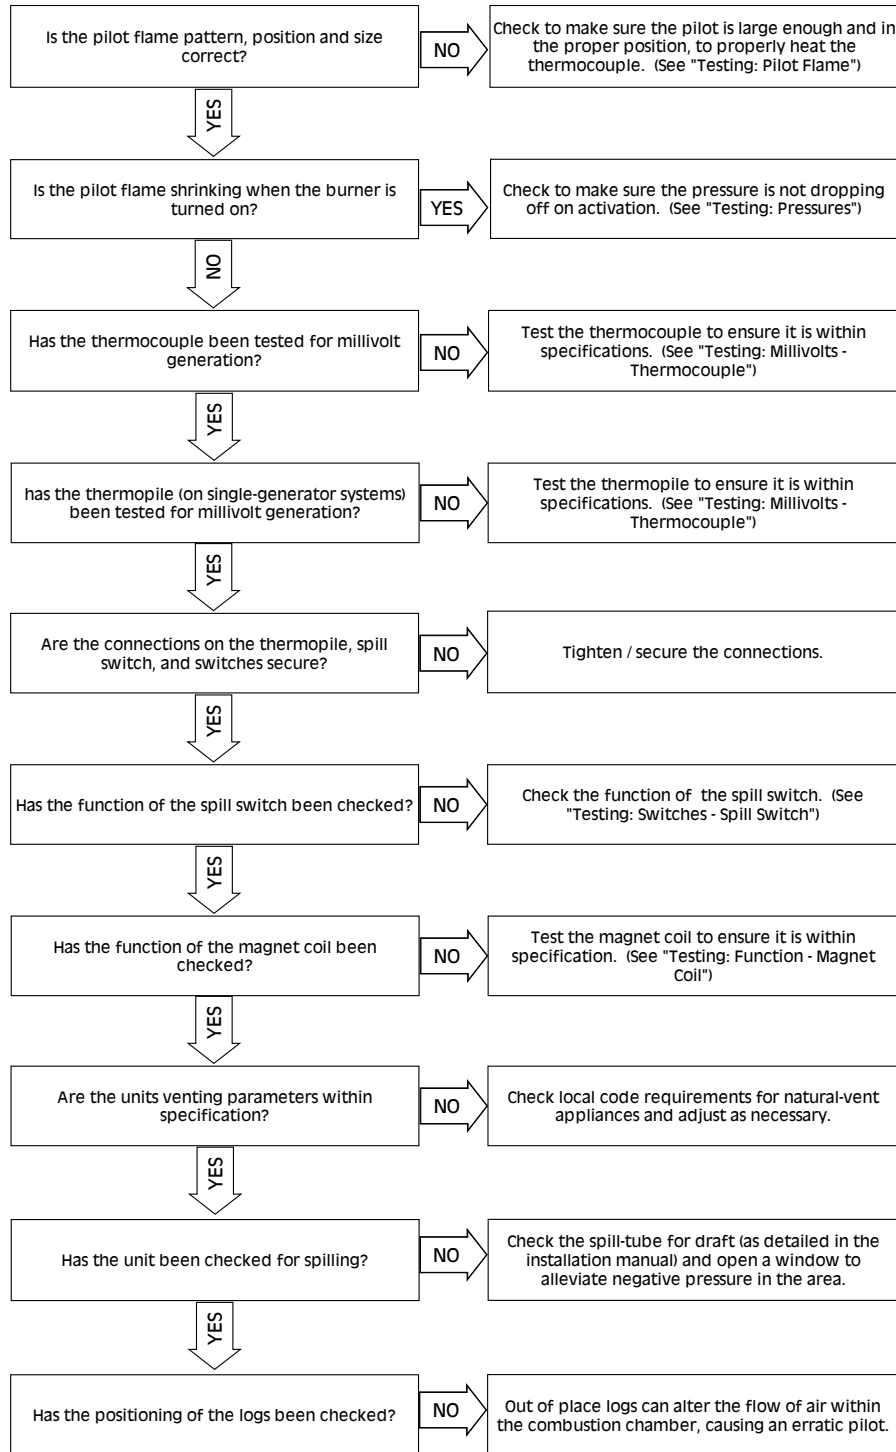 Is the pilot flame pattern, position and size
correct?
NO
Check to make sure the pilot is large enough and in
the proper position, to properly heat the
thermocouple. (See "Testing: Pilot Flame")
YES
Is the pilot flame shrinking when the burner is
turned on?
YES
Check to make sure the pressure is not dropping
off on activation. (See "Testing: Pressures")
NO
Has the thermocouple been tested for millivolt
generation?
NO
Test the thermocouple to ensure it is within
specifications. (See "Testing: Millivolts -
Thermocouple")
YES
has the thermopile (on single-generator systems)
been tested for millivolt generation?
NO
Test the thermopile to ensure it is within
specifications. (See "Testing: Millivolts -
Thermocouple")
YES
Are the connections on the thermopile, spill
switch, and switches secure?
NO
Tighten / secure the connections.
YES
Has the function of the spill switch been checked?
NO
Check the function of the spill switch. (See
"Testing: Switches - Spill Switch")
YES
Has the function of the magnet coil been
checked?
NO
Test the magnet coil to ensure it is within
specification. (See "Testing: Function - Magnet
Coil")
YES
Are the units venting parameters within
specification?
NO
Check local code requirements for natural-vent
appliances and adjust as necessary.
YES
Has the unit been checked for spilling?
NO
Check the spill-tube for draft (as detailed in the
installation manual) and open a window to
alleviate negative pressure in the area.
YES
Has the positioning of the logs been checked?
NO
Out of place logs can alter the flow of air within
the combustion chamber, causing an erratic pilot.